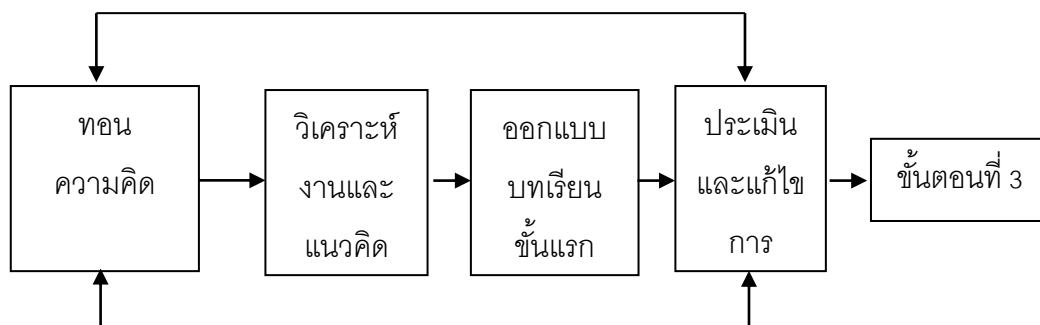 ทอน
ความคิด
วิเคราะห์
งานและ
แนวคิด
ออกแบบ
บทเรียน
ขั้นแรก
ประเมิน
และแก้ไข
การ
ขั้นตอนที่ 3